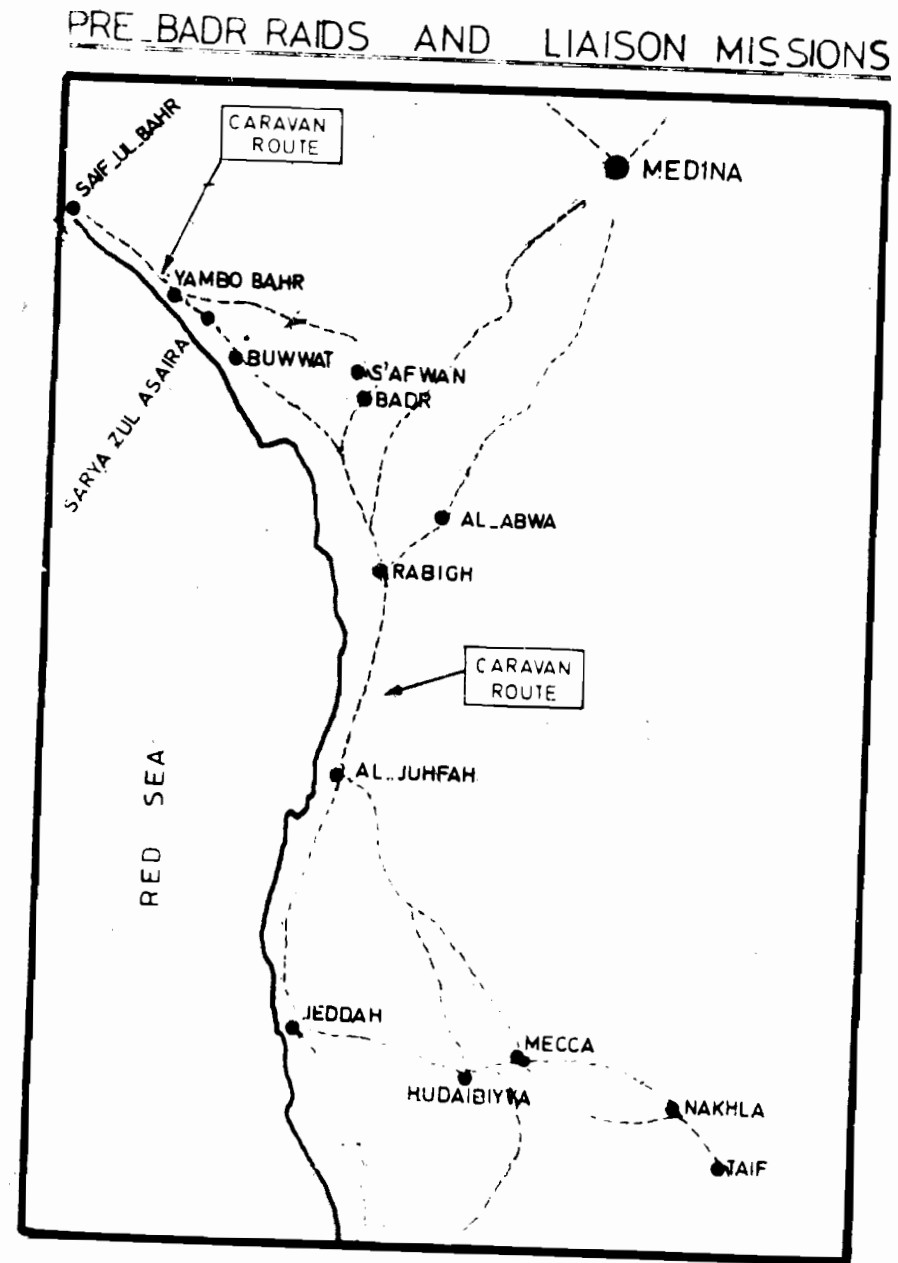 PRE_BADR RAIDS AND LIAISON MISSIONS
SAIF_UL_BAHR
CARAVAN
ROUTE
MEDINA
YAMBO BAHR
BUWWAT
S'AFWAN
BADR
SARYA ZUL ASAIRA
AL_ABWA
RABIGH
CARAVAN
ROUTE
AL_JUHFAH
RED SEA
JEDDAH
MECCA
HUDAIBIYYA
NAKHLA
TAIF